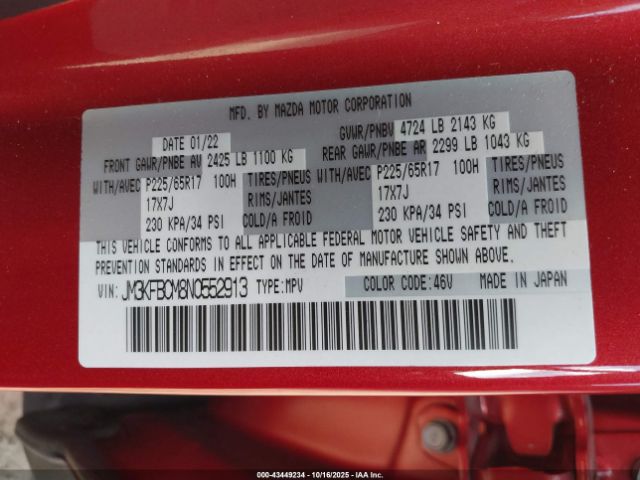 MFD. BY MAZDA MOTOR CORPORATION
DATE 01/22 GVWR/PNBV 4724 LB 2143 KG
FRONT GAWR/PNBE AV 2425 LB 1100 KG REAR GAWR/PNBE AR 2299 LB 1043 KG
WITH/AVEC P225/65R17 100H TIRES/PNEUS WITH/AVEC P225/65R17 100H TIRES/PNEUS
17X7J RIMS/JANTES 17X7J RIMS/JANTES
230 KPA/34 PSI COLD/A FROID 230 KPA/34 PSI COLD/A FROID
THIS VEHICLE CONFORMS TO ALL APPLICABLE FEDERAL MOTOR VEHICLE SAFETY AND THEFT
PREVENTION STANDARDS IN EFFECT ON THE DATE OF MANUFACTURE SHOWN ABOVE.
VIN: JM3KFBCM8N0552913 TYPE:MPV COLOR CODE:46V MADE IN JAPAN
000-43449234 - 10/16/2025 - IAA Inc.